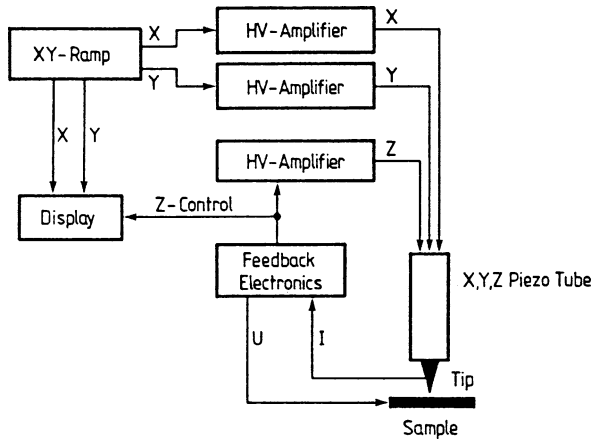 X
HV-Amplifier
X
XY-Ramp
Y
HV-Amplifier
Y
X
Y
HV-Amplifier
Z
Display
Z-Control
Feedback
Electronics
X,Y,Z Piezo Tube
U
I
Tip
Sample